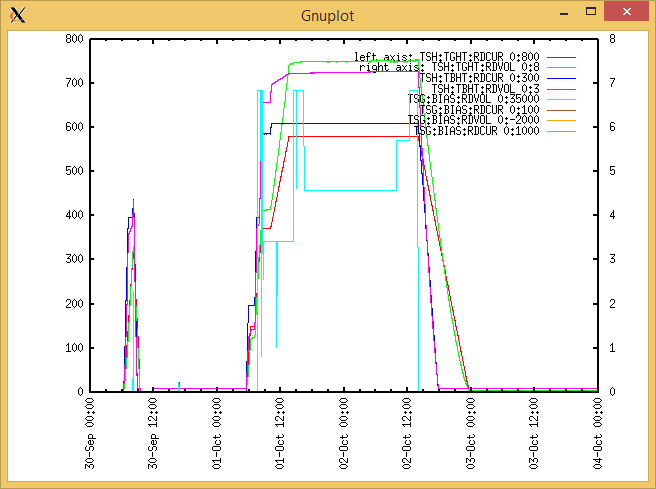 Gnuplot
800
700
600
500
400
300
200
100
0
8
7
6
5
4
3
2
1
0
left axis: TSH:TGHT:RDCUR 0:800
right axis: TSH:TGHT:RDVOL 0:8
TSH:TBHT:RDCUR 0:300
TSH:TBHT:RDVOL 0:3
TSG:BIAS:RDVOL 0:35000
TSG:BIAS:RDCUR 0:100
TSG:BIAS:RDVOL 0:-2000
TSG:BIAS:RDCUR 0:1000
30-Sep 00:00
30-Sep 12:00
01-Oct 00:00
01-Oct 12:00
02-Oct 00:00
02-Oct 12:00
03-Oct 00:00
03-Oct 12:00
04-Oct 00:00